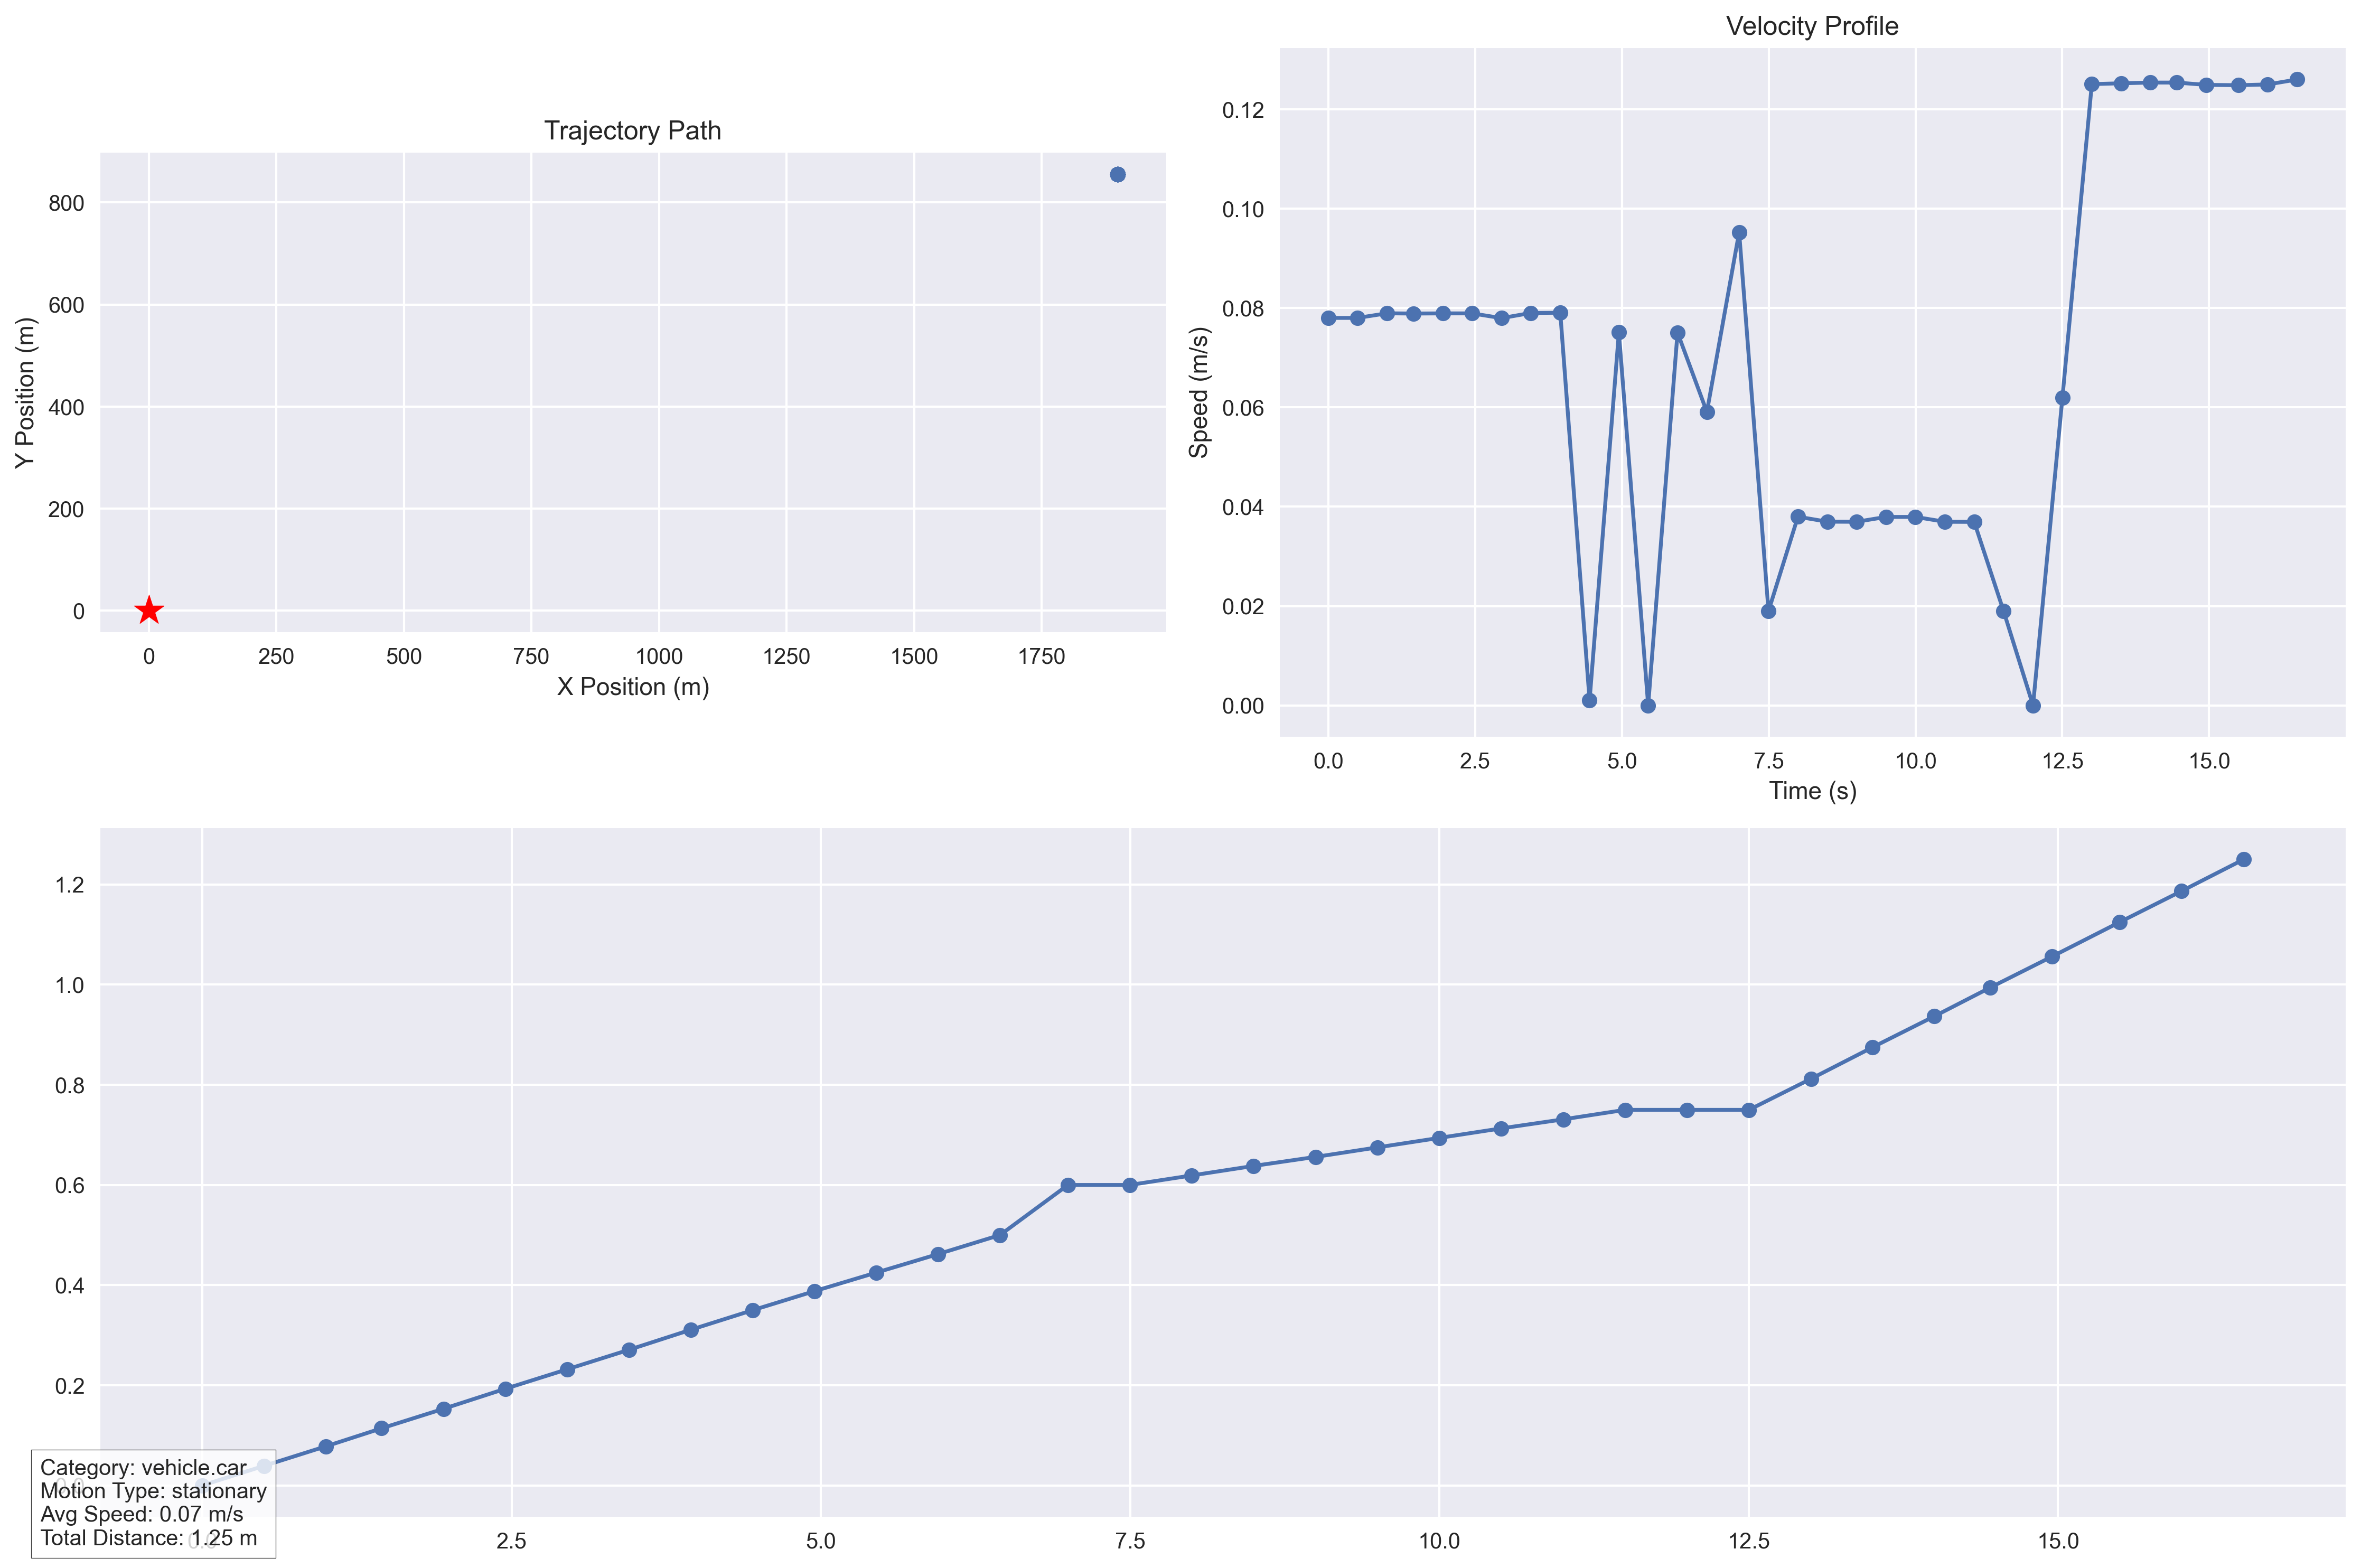 Trajectory Path
Y Position (m)
800
600
400
200
0
0 250 500 750 1000 1250 1500 1750
X Position (m)
Velocity Profile
Speed (m/s)
0.12
0.10
0.08
0.06
0.04
0.02
0.00
0.0 2.5 5.0 7.5 10.0 12.5 15.0
Time (s)
1.2
1.0
0.8
0.6
0.4
0.2
0.0
0.0 2.5 5.0 7.5 10.0 12.5 15.0
Category: vehicle.car
Motion Type: stationary
Avg Speed: 0.07 m/s
Total Distance: 1.25 m